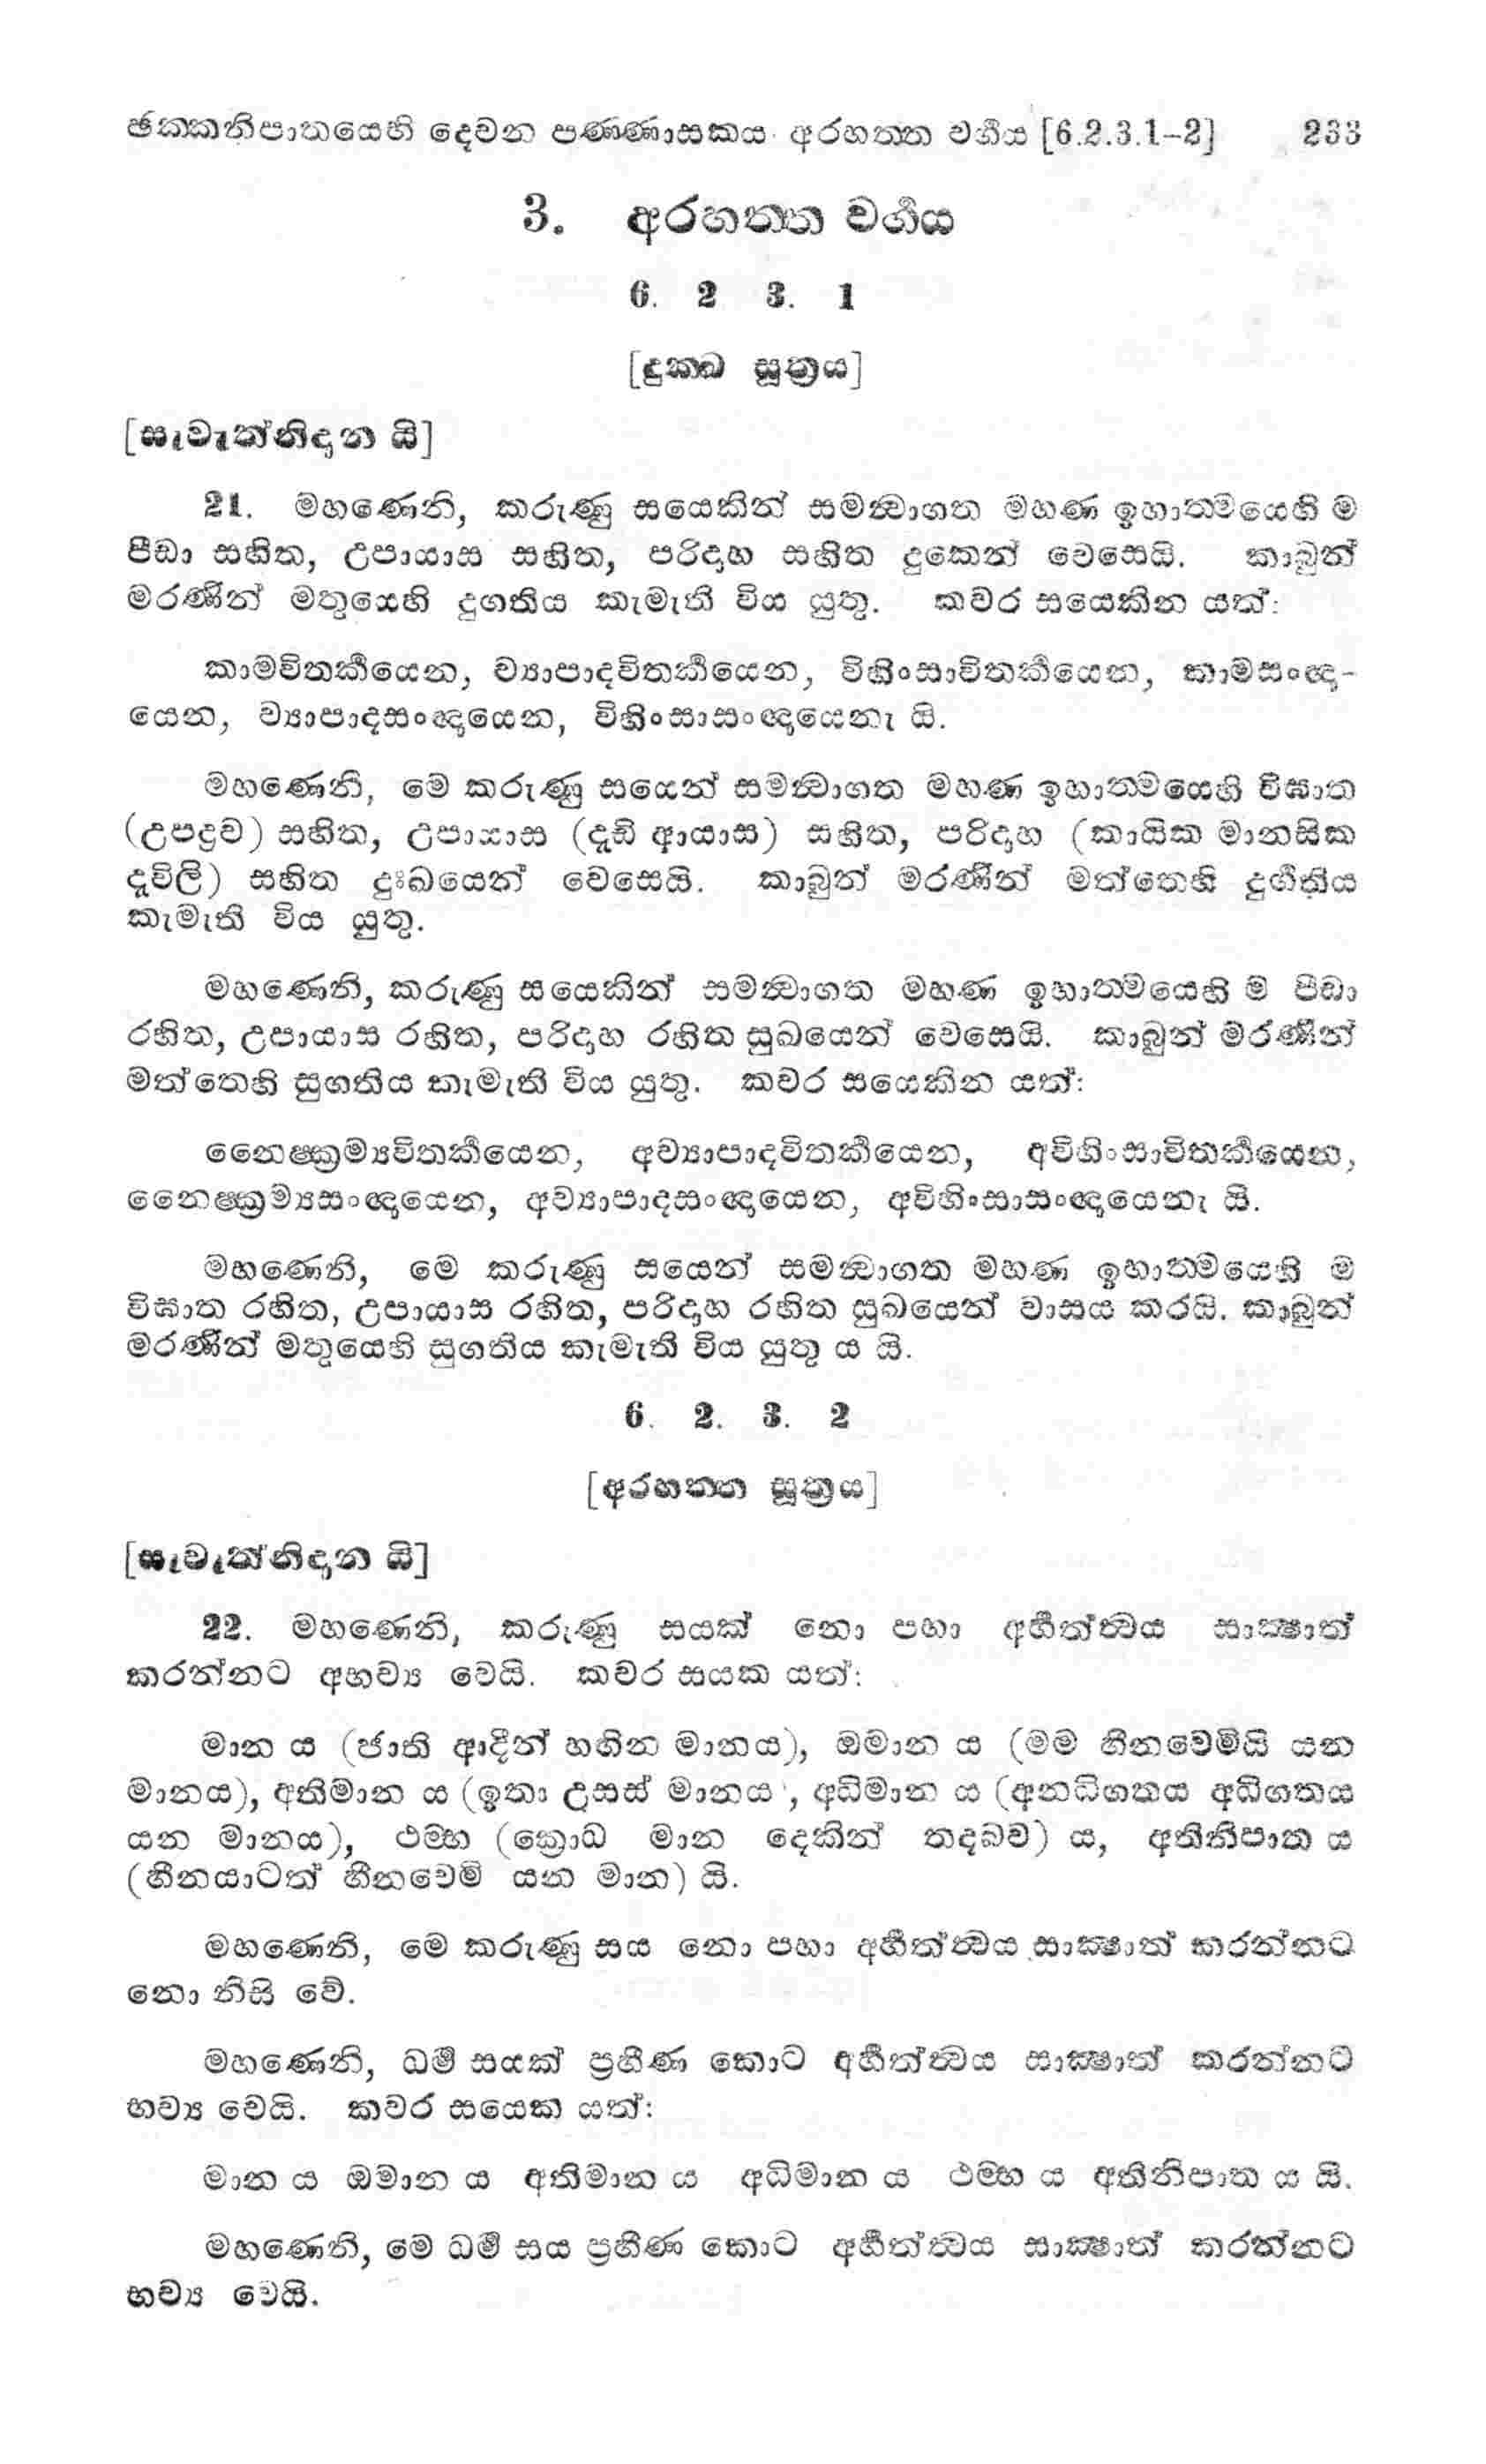 ඡක‍්කනිපාතයෙහි දෙවන පණ‍්ණාසකය අරහත‍්ත වර්‍ගය [6.2.3.1-2] 233
3. අරහත‍්ත වර්‍ගය
6. 2 3. 1
[දුක‍්ඛ සූත්‍රය]
[සැවැත්නිදාන යි]
21. මහණෙනි, කරුණු සයෙකින් සමන්‍වාගත මහණ ඉහාත්‍මයෙහි ම
පීඩා සහිත, උපායාස සහිත, පරිදාහ සහිත දුකෙන් වෙසෙයි. කාබුන්
මරණින් මතුයෙහි දුගතිය කැමැති විය යුතු. කවර සයෙකින යත්:
කාමවිතර්‍කයෙන, ව්‍යාපාදවිතර්‍කයෙන, විහිංසාවිතර්‍කයෙන, කාමසංඥා-
යෙන, ව්‍යාපාදසංඥායෙන, විහිංසාසංඥායෙනැ යි.
මහණෙනි, මෙ කරුණු සයෙන් සමන්‍වාගත මහණ ඉහාත්‍මයෙහි විඝාත
(උපද්‍රව) සහිත, උපායාස (දැඩි ආයාස) සහිත, පරිදාහ (කායික මානසික
දැවිලි) සහිත දුඃඛයෙන් වෙසෙයි. කාබුන් මරණින් මත්තෙහි දුර්‍ගතිය
කැමැති විය යුතු.
මහණෙනි, කරුණු සයෙකින් සමන්‍වාගත මහණ ඉහාත්‍මයෙහි ම පීඩා
රහිත, උපායාස රහිත, පරිදාහ රහිත සුඛයෙන් වෙසෙයි. කාබුන් මරණින්
මත්තෙහි සුගතිය කැමැති විය යුතු. කවර සයෙකින යත්:
නෛෂ්ක්‍රම්‍යවිතර්‍කයෙන, අව්‍යාපාදවිතර්‍කයෙන, අවිහිංසාවිතර්‍කයෙන,
නෛෂ්ක්‍රම්‍යසංඥායෙන, අව්‍යාපාදසංඥායෙන, අවිහිංසාසංඥායෙනැ යි.
මහණෙනි, මෙ කරුණු සයෙන් සමන්‍වාගත මහණ ඉහාත්‍මයෙහි ම
විඝාත රහිත, උපායාස රහිත, පරිදාහ රහිත සුඛයෙන් වාසය කරයි. කාබුන්
මරණින් මතුයෙහි සුගතිය කැමැති විය යුතු ය යි.
6. 2. 3. 2
[අරහත‍්ත සූත්‍රය]
[සැවැත්නිදාන යි]
22. මහණෙනි, කරුණු සයක් නො පහා අර්‍හත්ත්‍වය සාක්‍ෂාත්
කරන්නට අභව්‍ය වෙයි. කවර සයක යත්:
මාන ය (ජාති ආදීන් හඟින මානය), ඔමාන ය (මම හීනවෙමියි යන
මානය), අතිමාන ය (ඉතා උසස් මානය), අධිමාන ය (අනධිගතය අධිගතය
යන මානය), ථම‍්භ (ක්‍රොධ මාන දෙකින් තදබව) ය, අතිනිපාත ය
(හීනයාටත් හීනවෙමි යන මාන) යි.
මහණෙනි, මෙ කරුණු සය නො පහා අර්‍හත්ත්‍වය සාක්‍ෂාත් කරන්නට
නො නිසි වේ.
මහණෙනි, ධර්‍ම සයක් ප්‍රහීණ කොට අර්‍හත්ත්‍වය සාක්‍ෂාත් කරන්නට
භව්‍ය වෙයි. කවර සයෙක යත්:
මාන ය ඔමාන ය අතිමාන ය අධිමාන ය ථම‍්භ ය අතිනිපාත ය යි.
මහණෙනි, මෙ ධර්‍ම සය ප්‍රහීණ කොට අර්‍හත්ත්‍වය සාක්‍ෂාත් කරන්නට
භව්‍ය වෙයි.